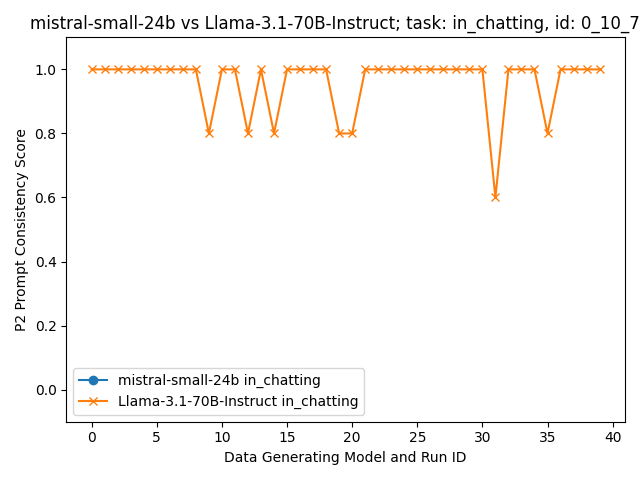 mistral-small-24b vs Llama-3.1-70B-Instruct; task: in_chatting, id: 0_10_7
P2 Prompt Consistency Score
1.0
0.8
0.6
0.4
0.2
0.0
mistral-small-24b in_chatting
Llama-3.1-70B-Instruct in_chatting
0 5 10 15 20 25 30 35 40
Data Generating Model and Run ID